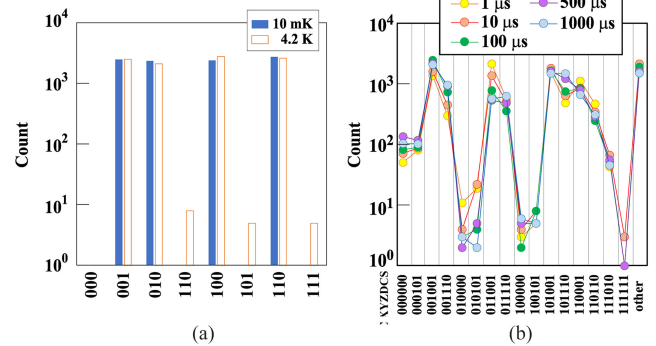 10⁴
10³
10²
10¹
10⁰
Count
10 mK
4.2 K
000 001 010 110 100 101 110 111
(a)
1 μs
10 μs
100 μs
500 μs
1000 μs
10⁴
10³
10²
10¹
10⁰
Count
XYZDCS
000000 000101 001001 001110 010000 010101 011001 011110 100000 100101 101001 101110 110001 110110 111010 111111 other
(b)